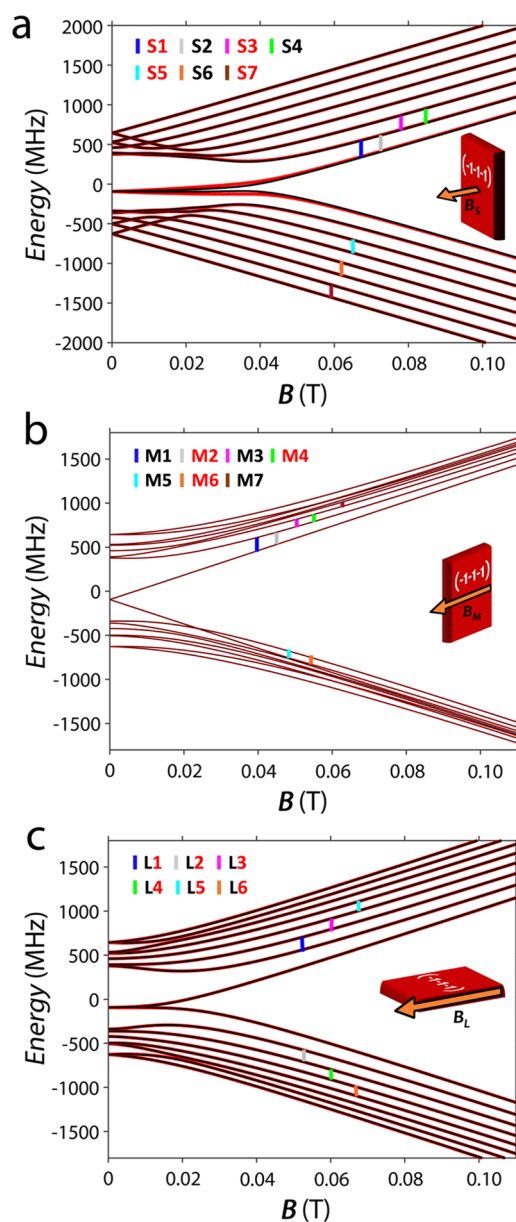 a
S1 S2 S3 S4
S5 S6 S7
Energy (MHz)
2000
1500
1000
500
0
-500
-1000
-1500
-2000
0 0.02 0.04 0.06 0.08 0.10
B (T)
(-1-1-1)
BS
b
M1 M2 M3 M4
M5 M6 M7
Energy (MHz)
1500
1000
500
0
-500
-1000
-1500
0 0.02 0.04 0.06 0.08 0.10
B (T)
(-1-1-1)
BM
c
L1 L2 L3
L4 L5 L6
Energy (MHz)
1500
1000
500
0
-500
-1000
-1500
0 0.02 0.04 0.06 0.08 0.10
B (T)
(-1-1-1)
BL